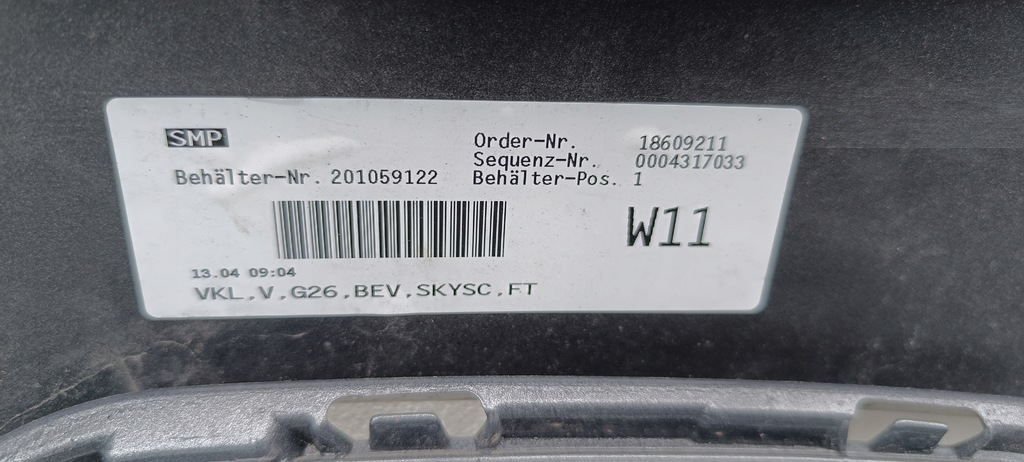 SMP
Order-Nr. 18609211
Sequenz-Nr. 0004317033
Behälter-Nr. 201059122 Behälter-Pos. 1
W11
13.04 09:04
VKL,V,G26,BEV,SKYSC,FT